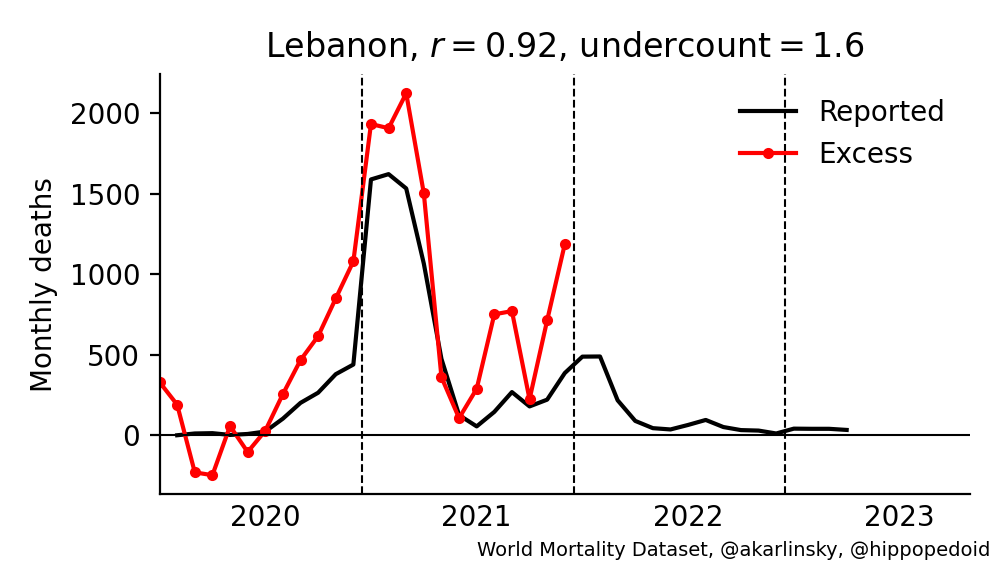 Lebanon, r = 0.92, undercount = 1.6
Monthly deaths
2000
1500
1000
500
0
Reported
Excess
2020
2021
2022
2023
World Mortality Dataset, @akarlinsky, @hippopedoid